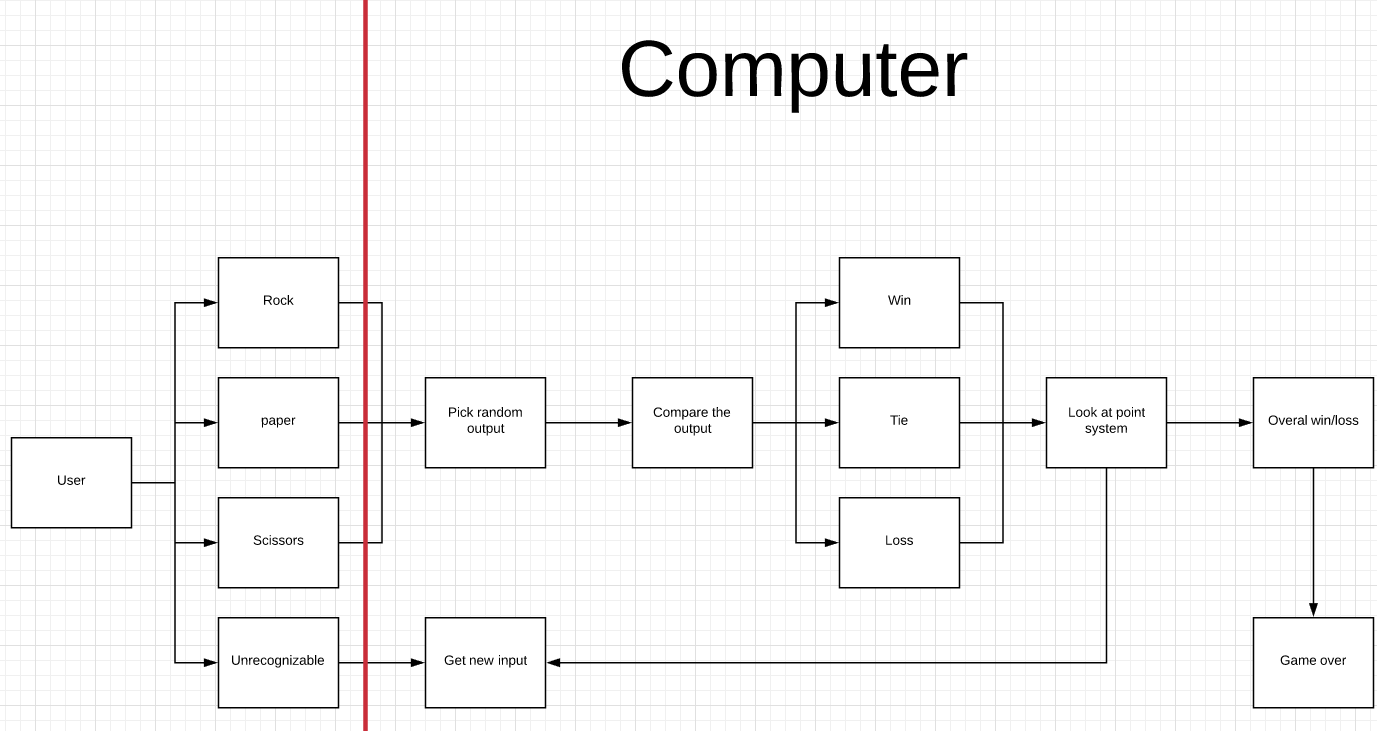 Computer
User
Rock
paper
Scissors
Unrecognizable
Pick random
output
Get new input
Compare the
output
Win
Tie
Loss
Look at point
system
Overal win/loss
Game over